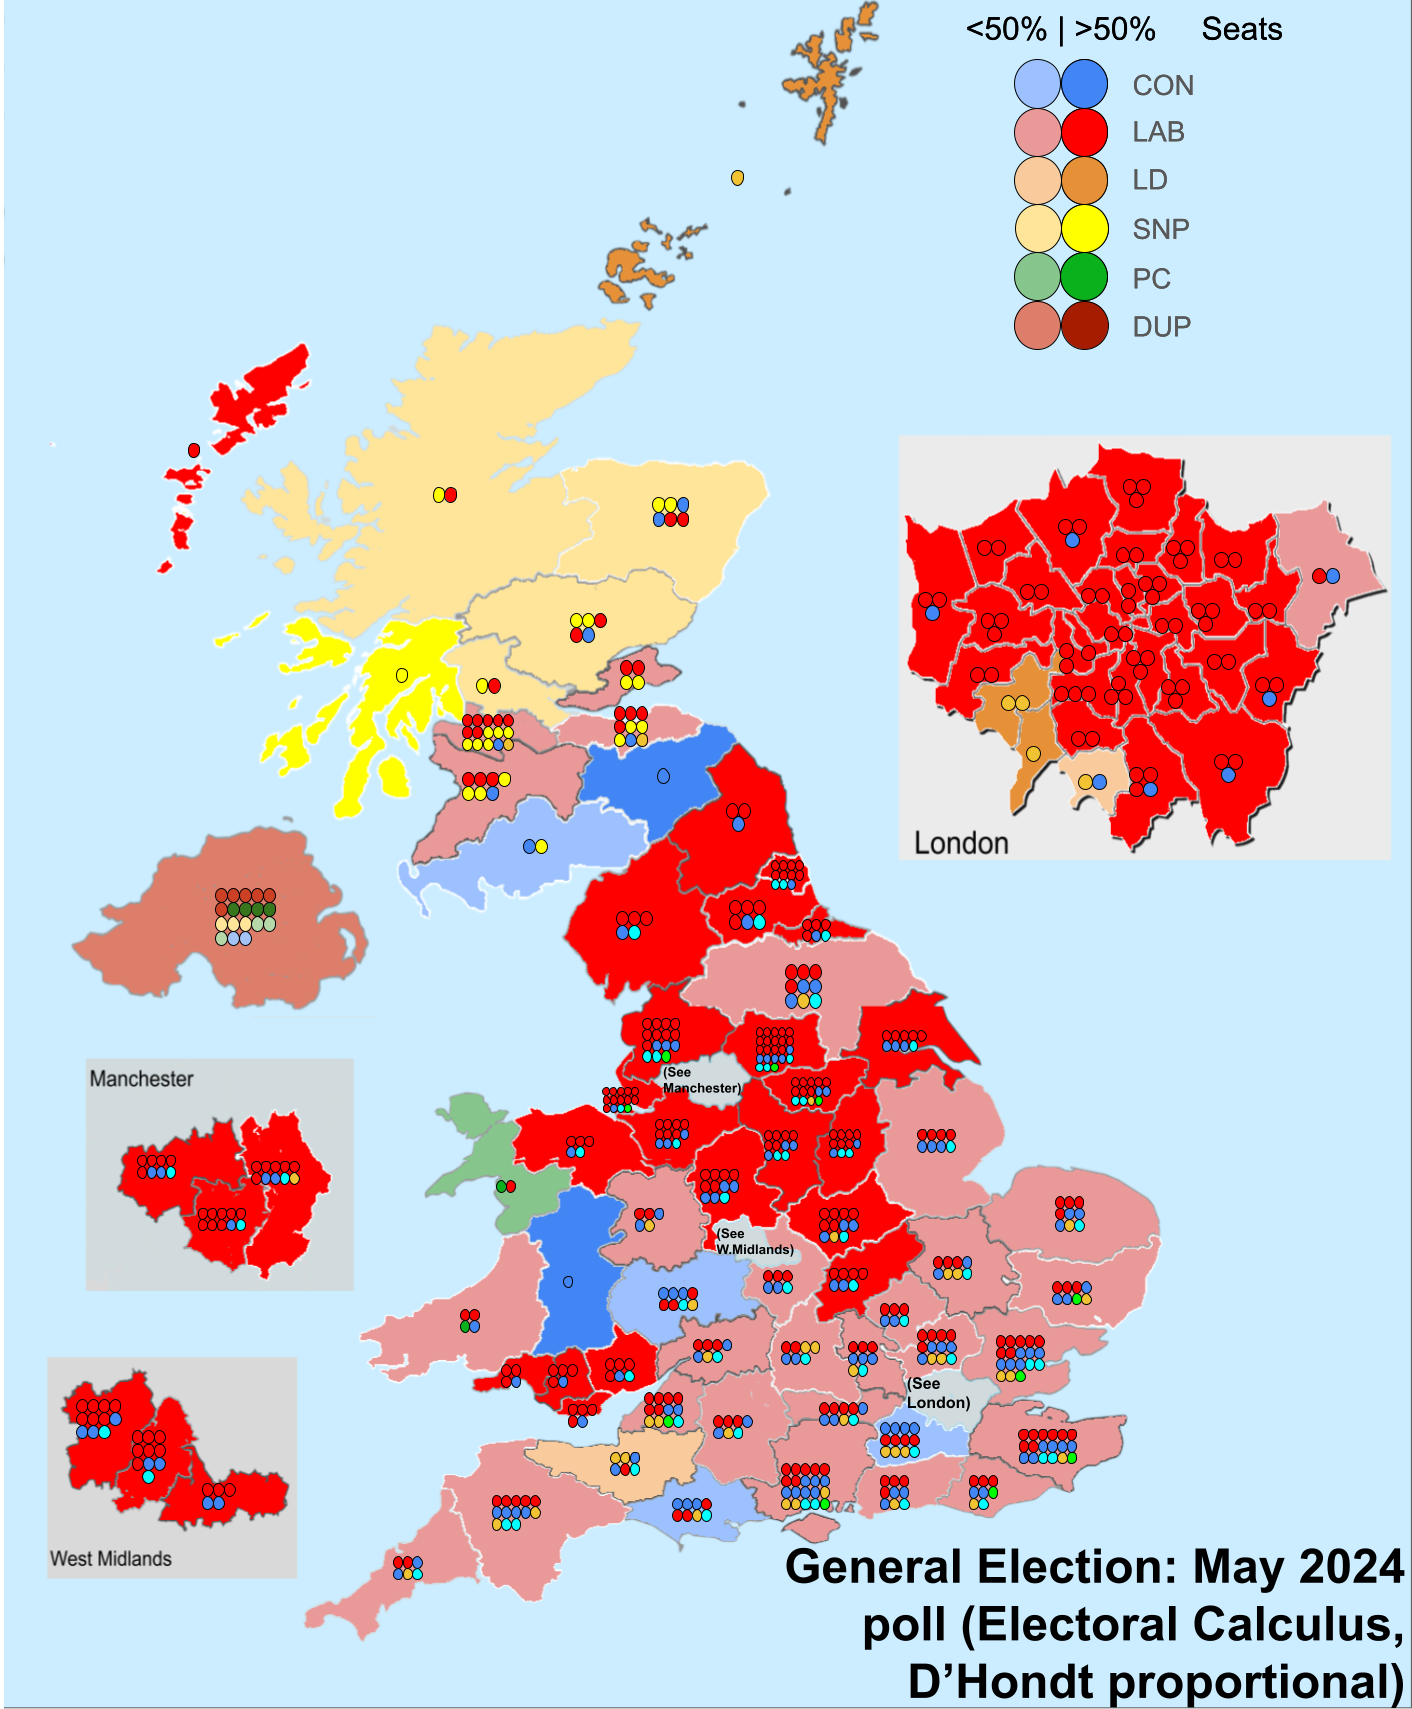 <50% | >50% Seats
CON
LAB
LD
SNP
PC
DUP
London
Manchester
(See
Manchester)
(See
W.Midlands)
(See
London)
West Midlands
General Election: May 2024
poll (Electoral Calculus,
D’Hondt proportional)